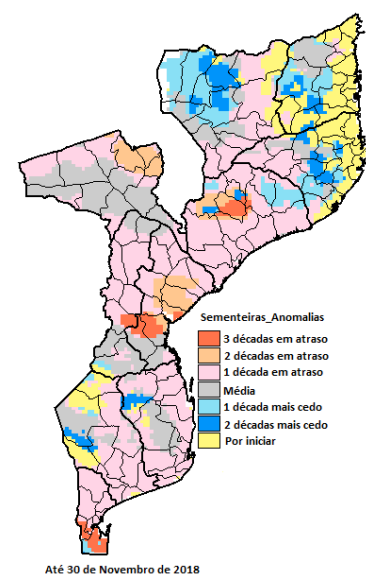 Sementeiras_Anomalias
3 décadas em atraso
2 décadas em atraso
1 década em atraso
Média
1 década mais cedo
2 décadas mais cedo
Por iniciar
Até 30 de Novembro de 2018